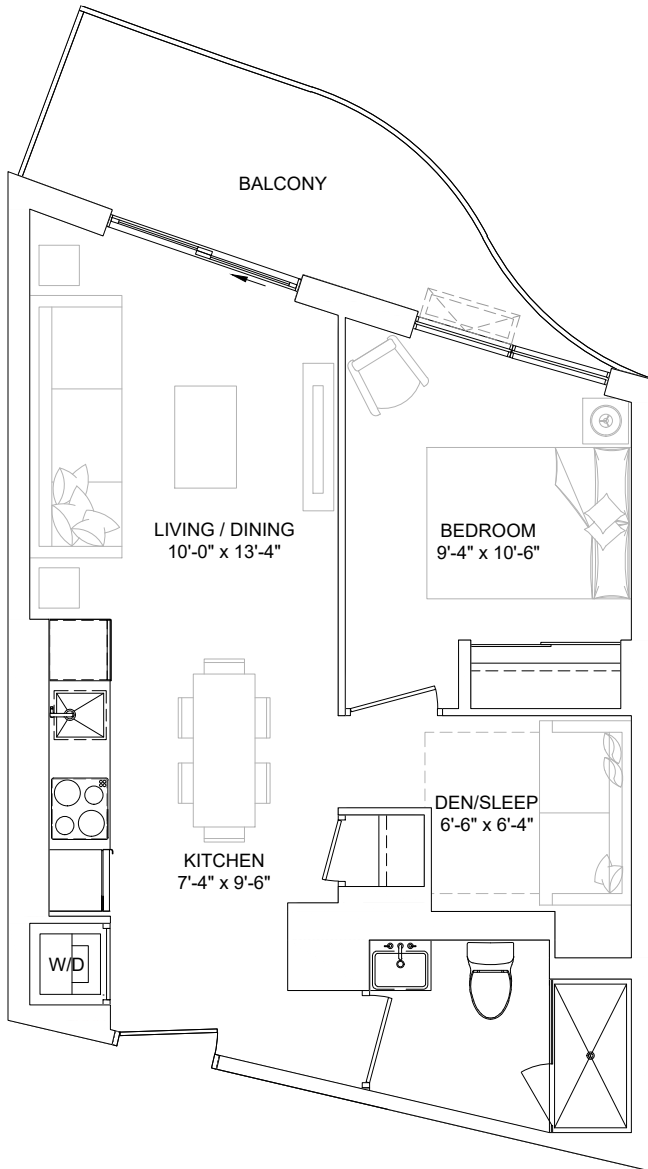 BALCONY
LIVING / DINING
10'-0" x 13'-4"
BEDROOM
9'-4" x 10'-6"
DEN/SLEEP
6'-6" x 6'-4"
KITCHEN
7'-4" x 9'-6"
W/D